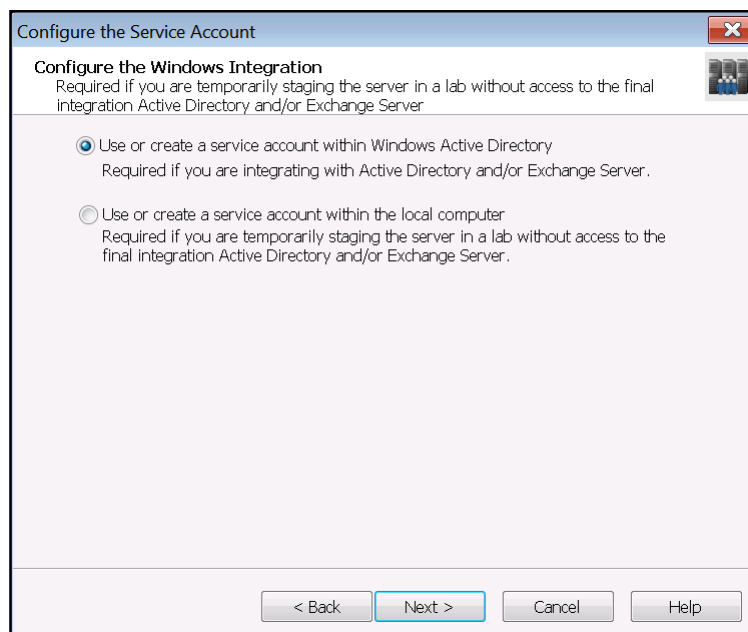 Configure the Service Account
Configure the Windows Integration
Required if you are temporarily staging the server in a lab without access to the final
integration Active Directory and/or Exchange Server
Use or create a service account within Windows Active Directory
Required if you are integrating with Active Directory and/or Exchange Server.
Use or create a service account within the local computer
Required if you are temporarily staging the server in a lab without access to the
final integration Active Directory and/or Exchange Server.
< Back Next > Cancel Help